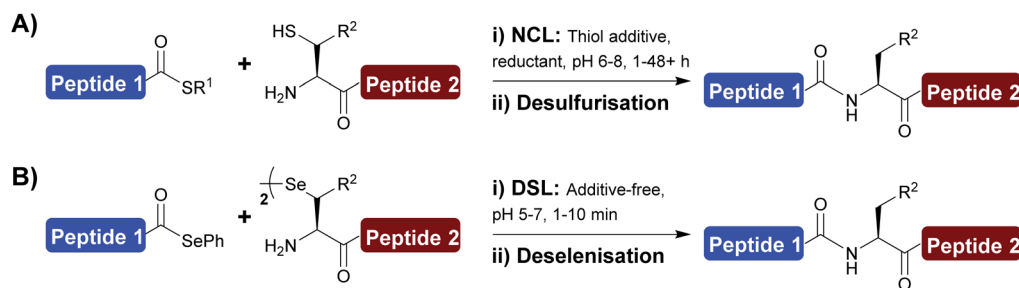 A)
Peptide 1
O
SR¹
+
HS
R²
H₂N
O
Peptide 2
i) NCL: Thiol additive,
reductant, pH 6-8, 1-48+ h
ii) Desulfurisation
Peptide 1
O
N
H
R²
O
Peptide 2
B)
Peptide 1
O
SePh
+
2
Se
R²
H₂N
O
Peptide 2
i) DSL: Additive-free,
pH 5-7, 1-10 min
ii) Deselenisation
Peptide 1
O
N
H
R²
O
Peptide 2